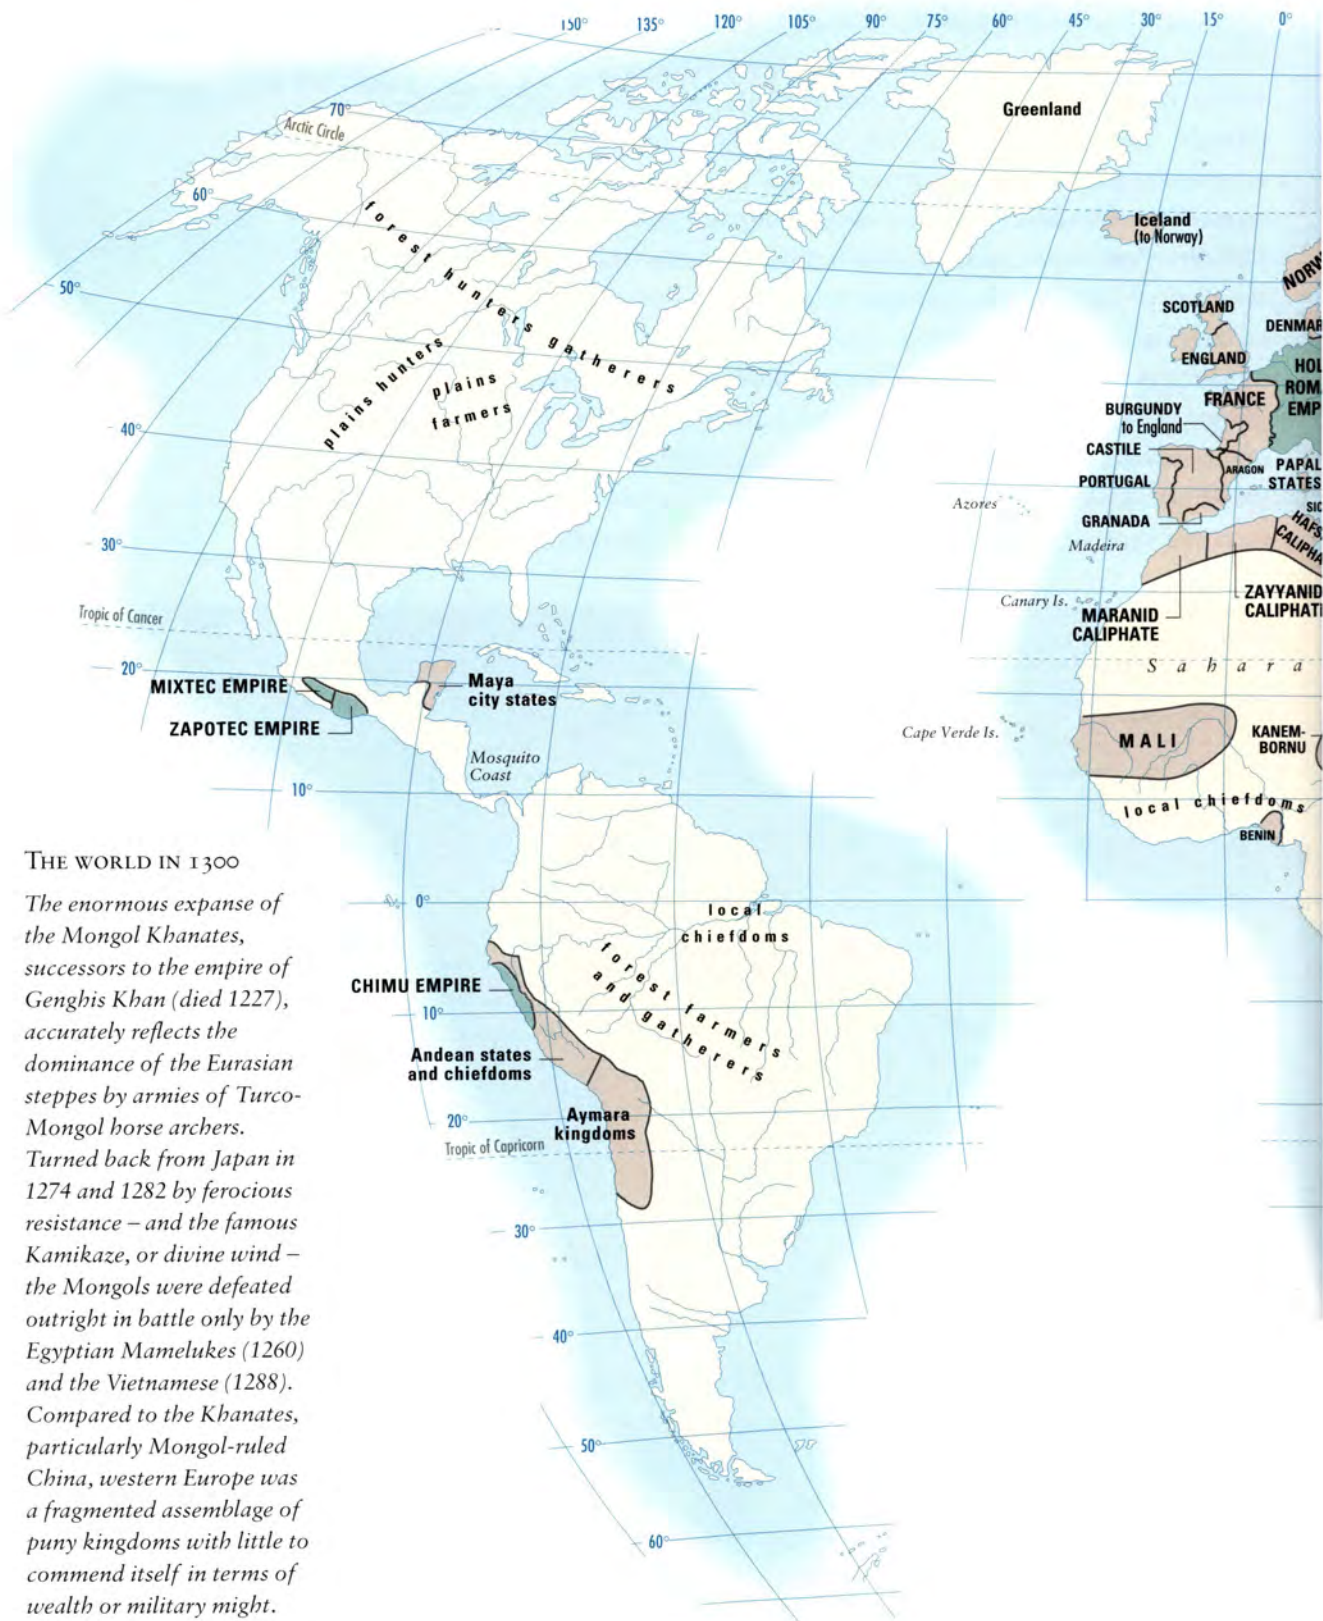 150° 135° 120° 105° 90° 75° 60° 45° 30° 15° 0°
70°
Arctic Circle
60°
50°
40°
30°
Tropic of Cancer
20°
10°
0°
10°
20°
Tropic of Capricorn
30°
40°
50°
60°
Greenland
Iceland
(to Norway)
forest hunters gatherers
plains hunters
plains
farmers
MIXTEC EMPIRE
ZAPOTEC EMPIRE
Maya
city states
Mosquito
Coast
local
chiefdoms
forest farmers
and
gatherers
CHIMU EMPIRE
Andean states
and chiefdoms
Aymara
kingdoms
NORW
SCOTLAND
DENMAR
ENGLAND
HOL
ROM
EMP
FRANCE
BURGUNDY
to England
CASTILE
ARAGON
PAPAL
STATES
PORTUGAL
SIC
GRANADA
HAFS
CALIPHA
Azores
Madeira
Canary Is.
MARANID
CALIPHATE
ZAYYANID
CALIPHAT
Sahara
Cape Verde Is.
MALI
KANEM-
BORNU
local chiefdoms
BENIN
THE WORLD IN 1300
The enormous expanse of
the Mongol Khanates,
successors to the empire of
Genghis Khan (died 1227),
accurately reflects the
dominance of the Eurasian
steppes by armies of Turco-
Mongol horse archers.
Turned back from Japan in
1274 and 1282 by ferocious
resistance – and the famous
Kamikaze, or divine wind –
the Mongols were defeated
outright in battle only by the
Egyptian Mamelukes (1260)
and the Vietnamese (1288).
Compared to the Khanates,
particularly Mongol-ruled
China, western Europe was
a fragmented assemblage of
puny kingdoms with little to
commend itself in terms of
wealth or military might.